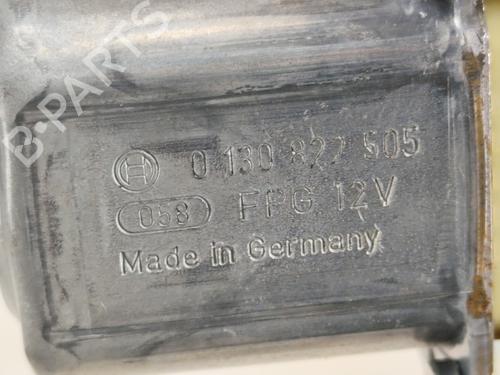 B-PARTS
0 130 822 505
058 FPG 12V
Made in Germany